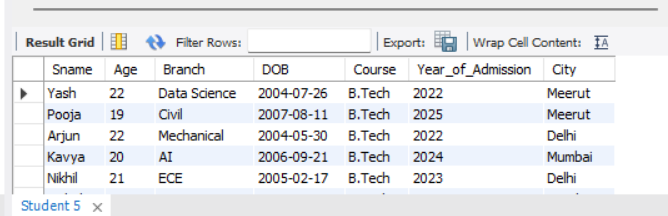 Result Grid Filter Rows: Export: Wrap Cell Content: IA
Sname Age Branch DOB Course Year_of_Admission City
Yash 22 Data Science 2004-07-26 B.Tech 2022 Meerut
Pooja 19 Civil 2007-08-11 B.Tech 2025 Meerut
Arjun 22 Mechanical 2004-05-30 B.Tech 2022 Delhi
Kavya 20 AI 2006-09-21 B.Tech 2024 Mumbai
Nikhil 21 ECE 2005-02-17 B.Tech 2023 Delhi
Student 5 ×